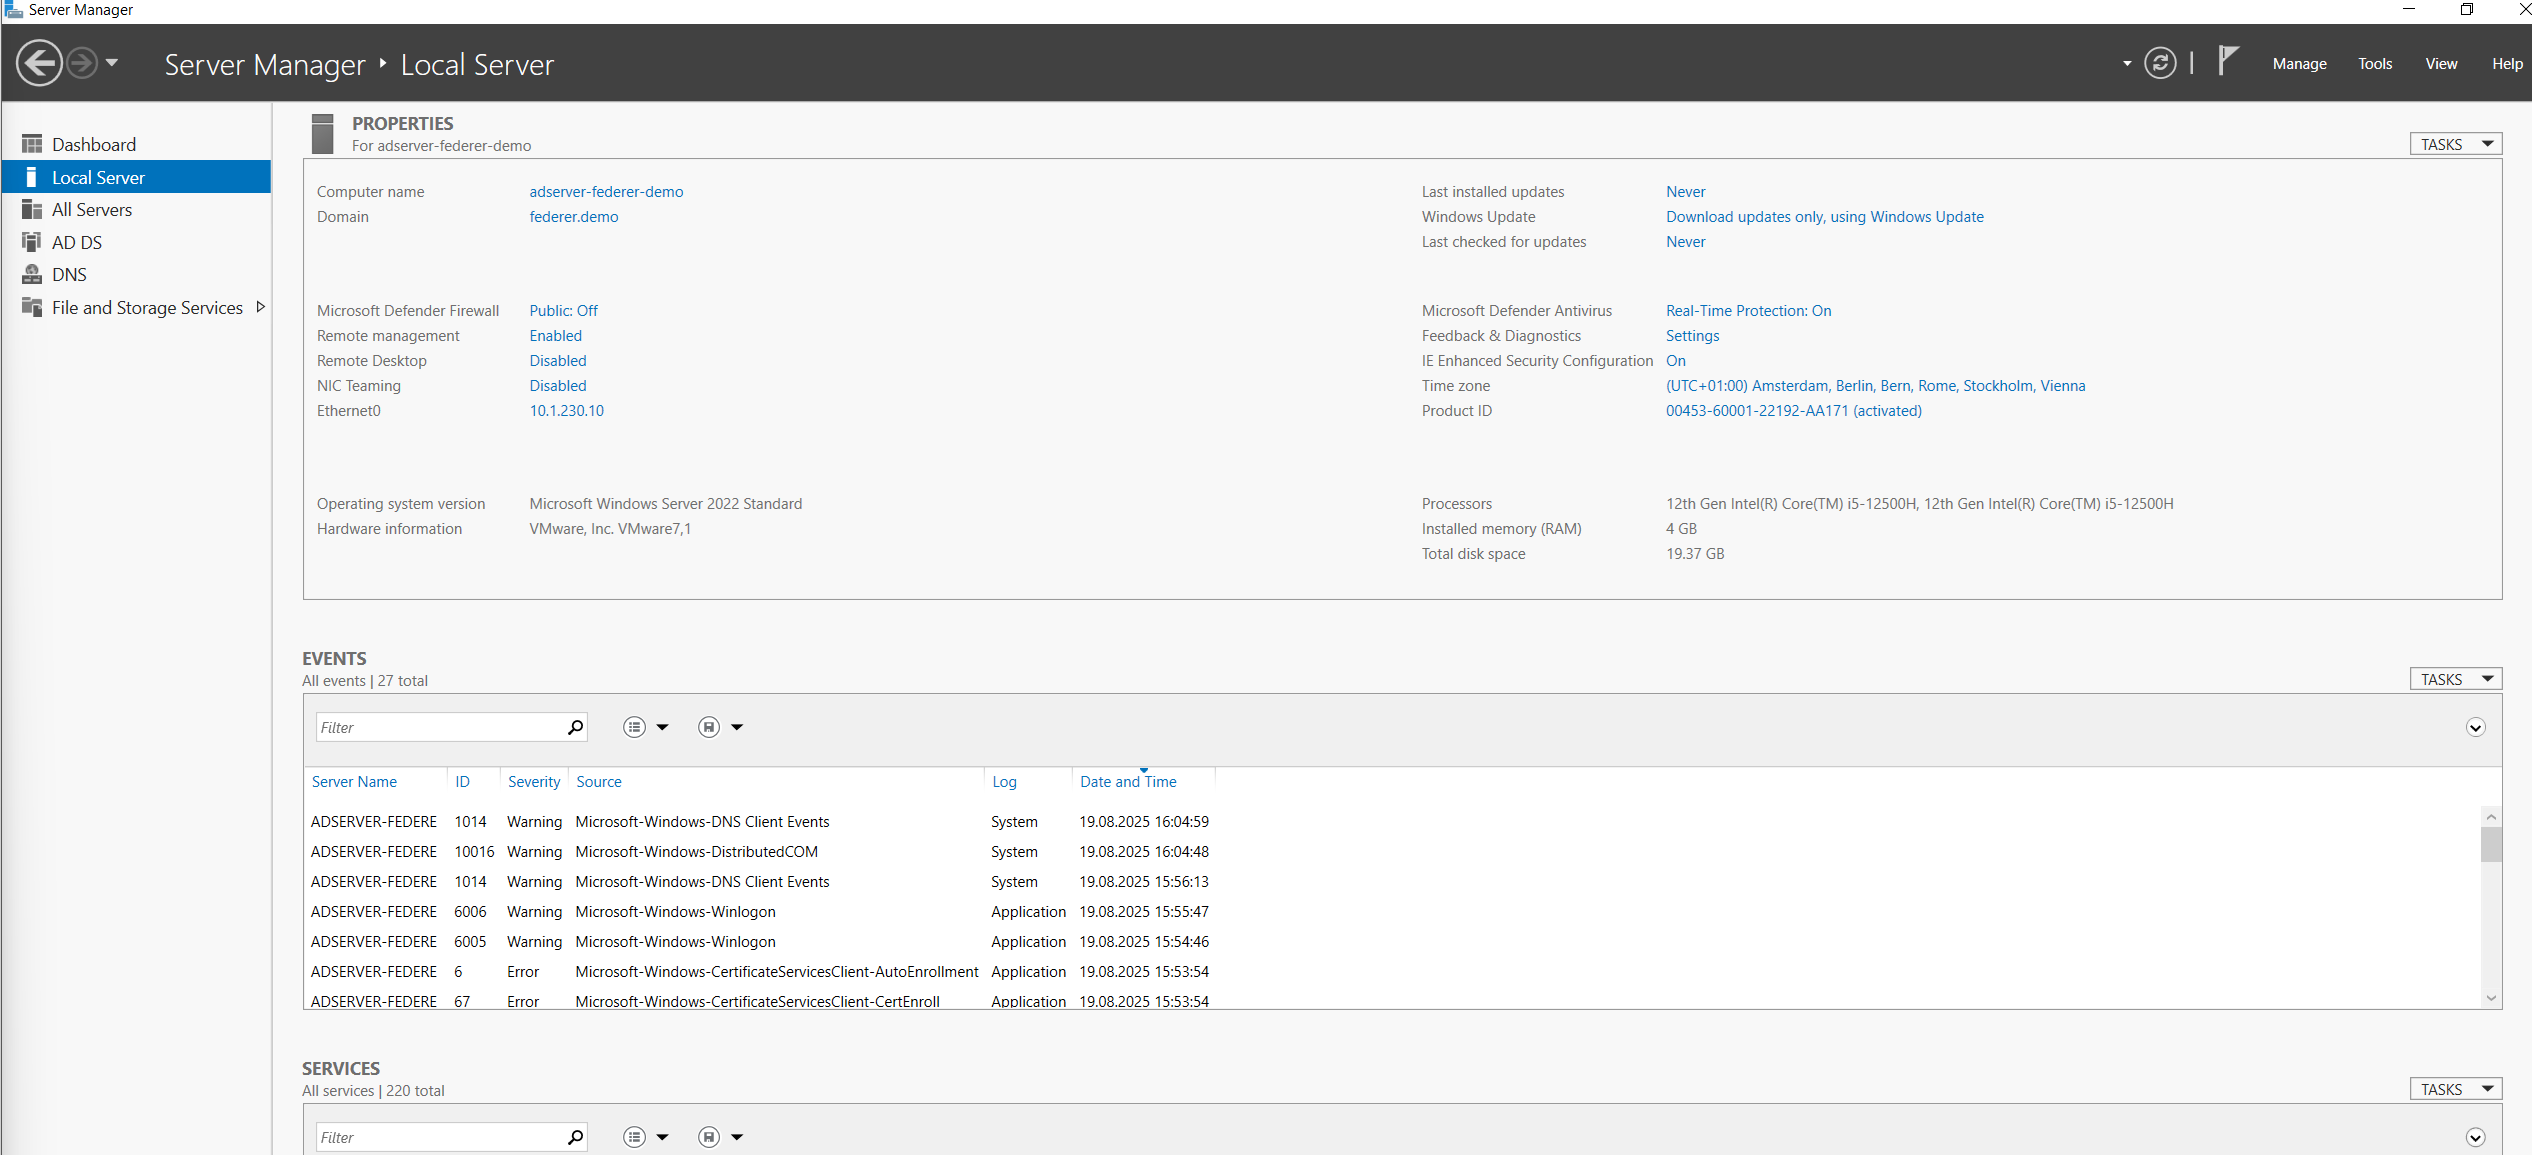 Server Manager
Server Manager ‣ Local Server
Manage Tools View Help
Dashboard
Local Server
All Servers
AD DS
DNS
File and Storage Services
PROPERTIES
For adserver-federer-demo
TASKS
Computer name adserver-federer-demo
Domain federer.demo
Last installed updates Never
Windows Update Download updates only, using Windows Update
Last checked for updates Never
Microsoft Defender Firewall Public: Off
Remote management Enabled
Remote Desktop Disabled
NIC Teaming Disabled
Ethernet0 10.1.230.10
Microsoft Defender Antivirus Real-Time Protection: On
Feedback & Diagnostics Settings
IE Enhanced Security Configuration On
Time zone (UTC+01:00) Amsterdam, Berlin, Bern, Rome, Stockholm, Vienna
Product ID 00453-60001-22192-AA171 (activated)
Operating system version Microsoft Windows Server 2022 Standard
Hardware information VMware, Inc. VMware7,1
Processors 12th Gen Intel(R) Core(TM) i5-12500H, 12th Gen Intel(R) Core(TM) i5-12500H
Installed memory (RAM) 4 GB
Total disk space 19.37 GB
EVENTS
All events | 27 total
TASKS
Filter
Server Name ID Severity Source Log Date and Time
ADSERVER-FEDERE 1014 Warning Microsoft-Windows-DNS Client Events System 19.08.2025 16:04:59
ADSERVER-FEDERE 10016 Warning Microsoft-Windows-DistributedCOM System 19.08.2025 16:04:48
ADSERVER-FEDERE 1014 Warning Microsoft-Windows-DNS Client Events System 19.08.2025 15:56:13
ADSERVER-FEDERE 6006 Warning Microsoft-Windows-Winlogon Application 19.08.2025 15:55:47
ADSERVER-FEDERE 6005 Warning Microsoft-Windows-Winlogon Application 19.08.2025 15:54:46
ADSERVER-FEDERE 6 Error Microsoft-Windows-CertificateServicesClient-AutoEnrollment Application 19.08.2025 15:53:54
ADSERVER-FEDERE 67 Error Microsoft-Windows-CertificateServicesClient-CertEnroll Application 19.08.2025 15:53:54
SERVICES
All services | 220 total
TASKS
Filter